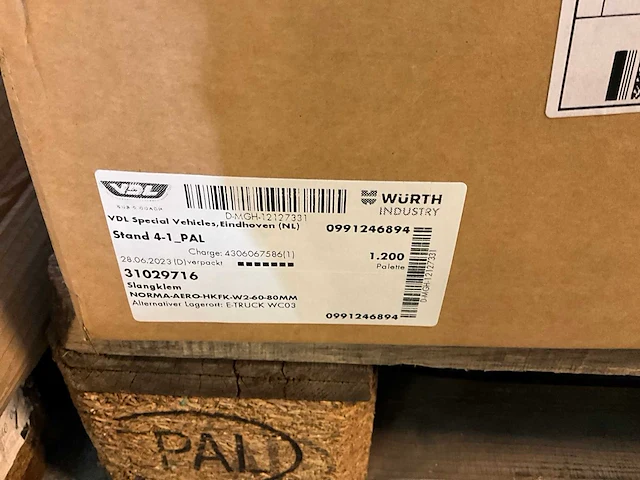 VDL
BUS & COACH
D-MGH-12127331
WÜRTH
INDUSTRY
VDL Special Vehicles,Eindhoven (NL)
0991246894
Stand 4-1_PAL
Charge: 4306067586(1)
1.200
28.06.2023 (D)verpackt
Palette
31029716
Slangklem
NORMA-AERO-HKFK-W2-60-80MM
Alternativer Lagerort: E-TRUCK WC03
0991246894
D-MGH-12127331
PAL